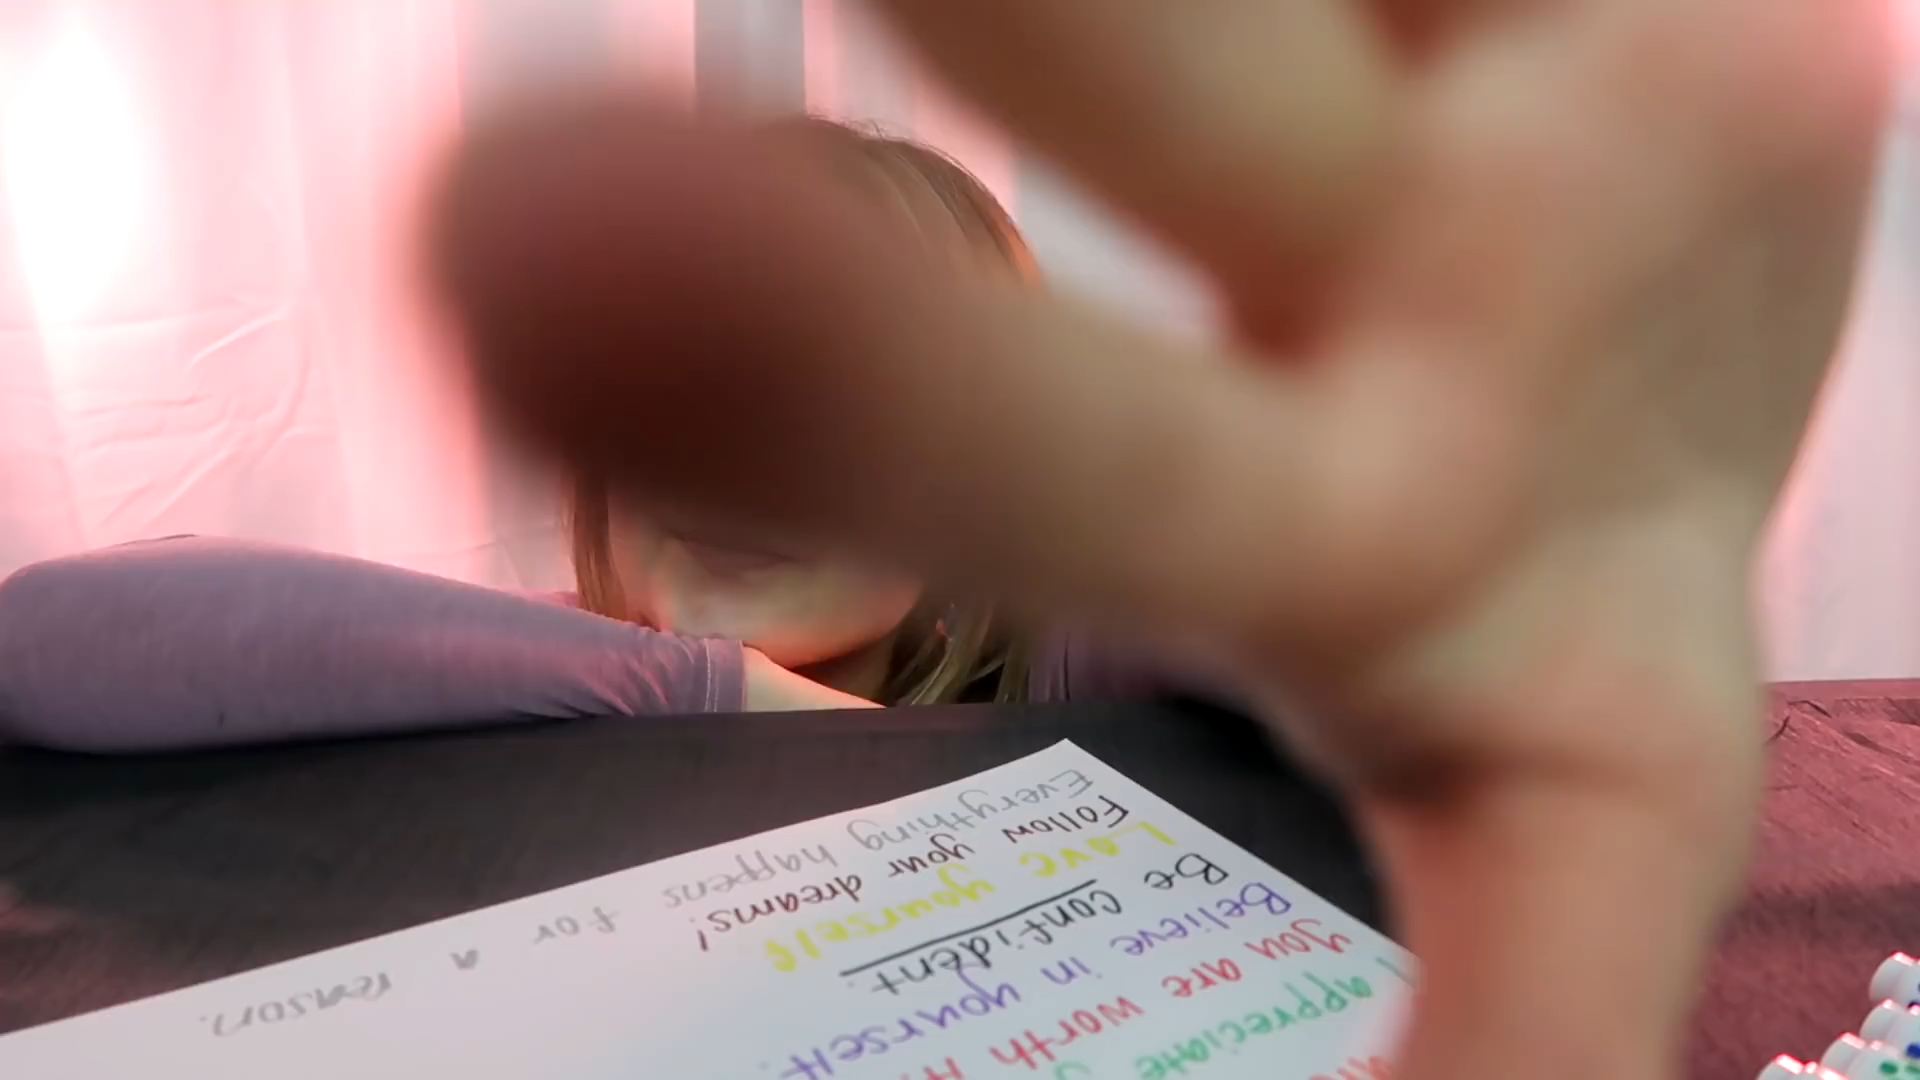 I appreciate
You are worth
Believe in yourself.
Be confident.
Love yourself
Follow your dreams!
Everything happens for a reason.